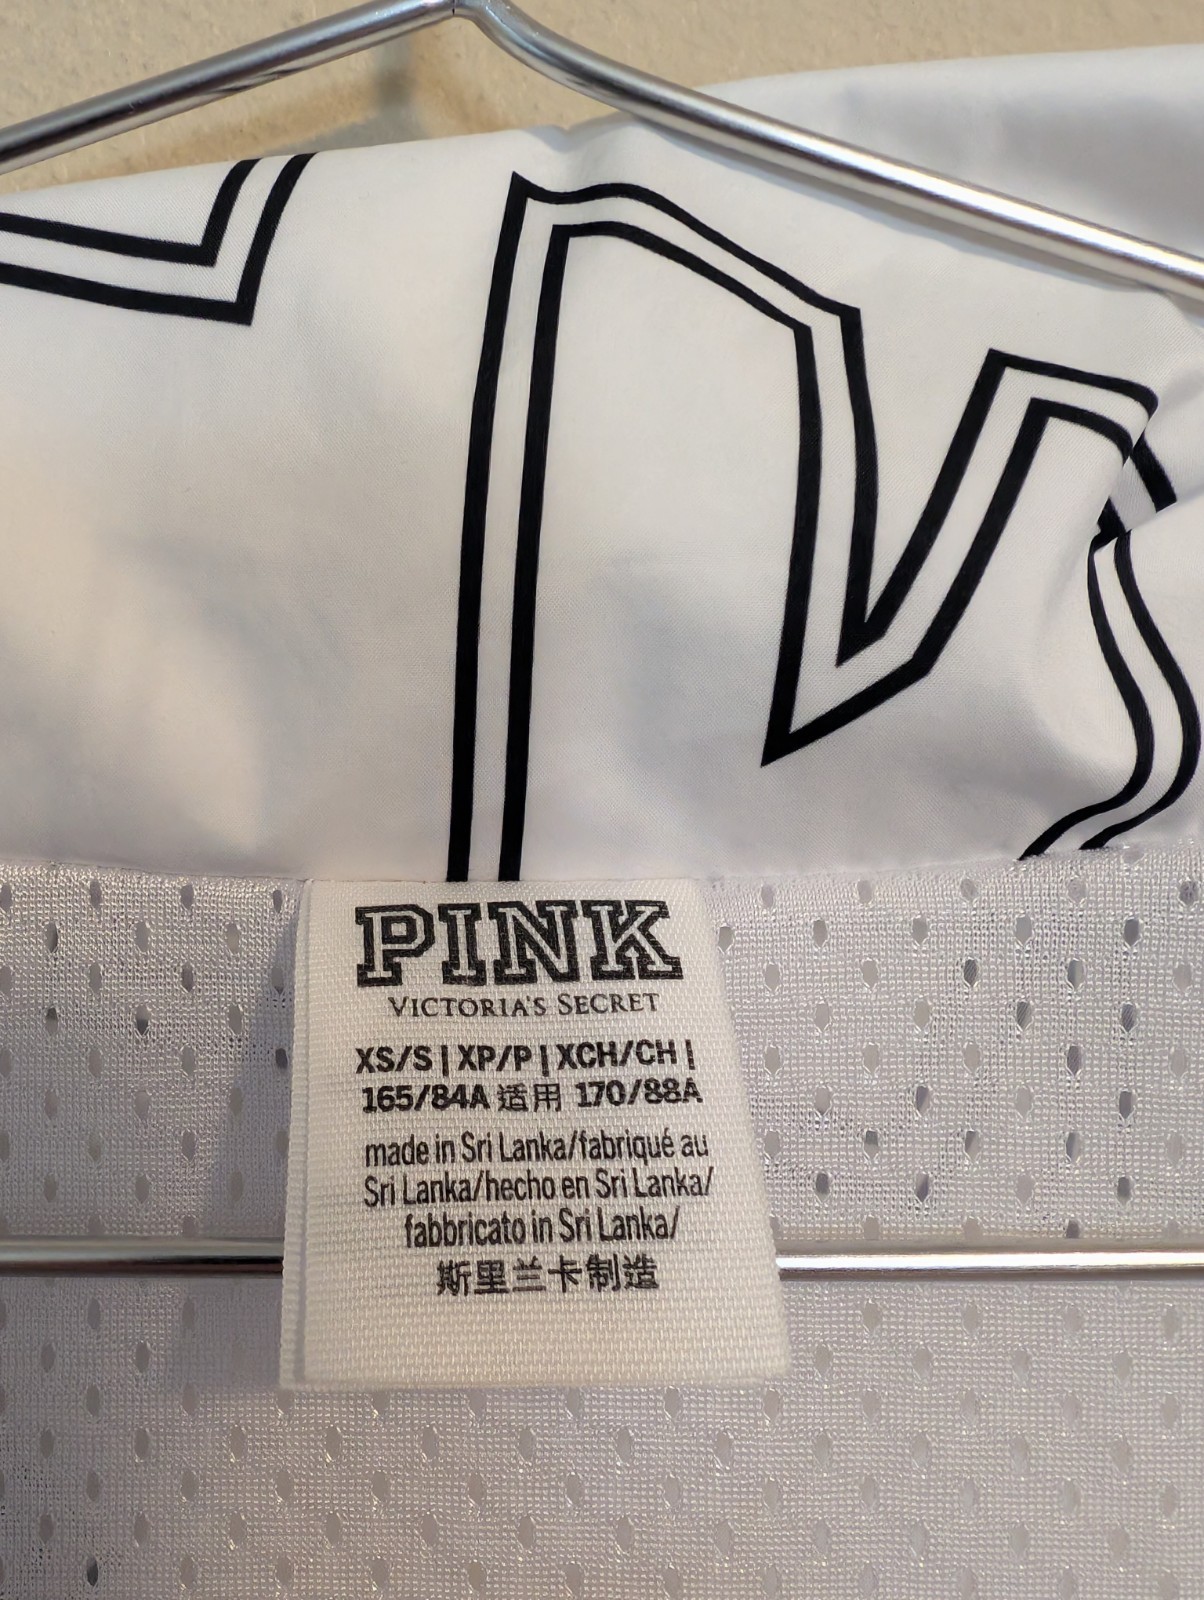 PINK
VICTORIA'S SECRET
XS/S | XP/P | XCH/CH |
165/84A 适用 170/88A
made in Sri Lanka/fabriqué au
Sri Lanka/hecho en Sri Lanka/
fabbricato in Sri Lanka/
斯里兰卡制造